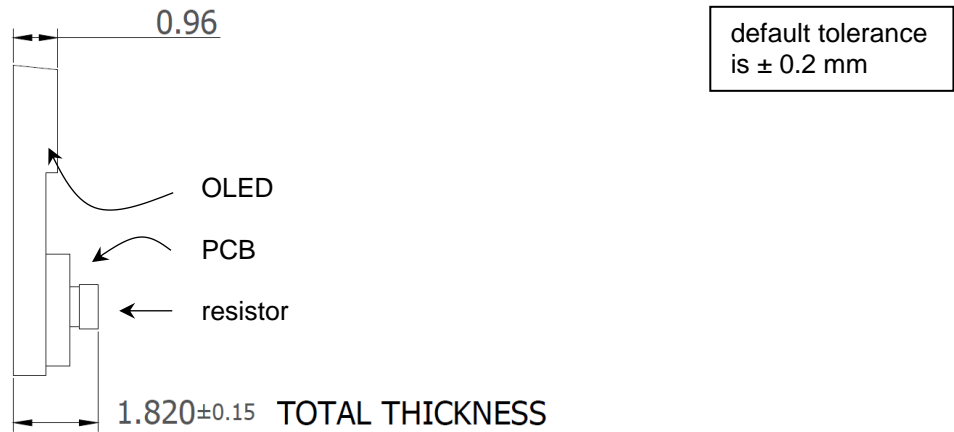 0.96
default tolerance
is ± 0.2 mm
OLED
PCB
resistor
1.820±0.15 TOTAL THICKNESS